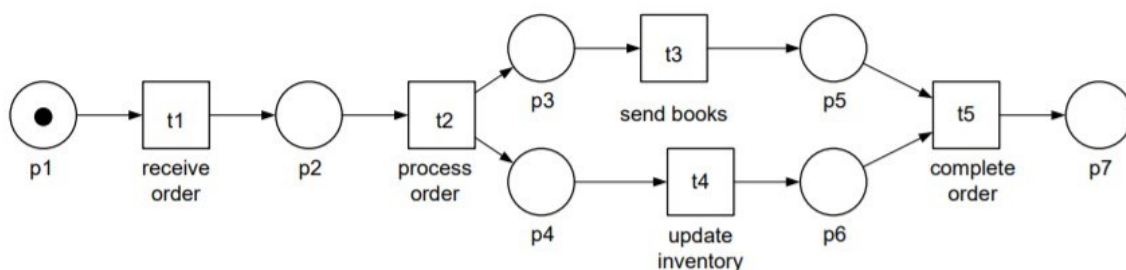 p1
t1
receive
order
p2
t2
process
order
p3
t3
send books
p5
p4
t4
update
inventory
p6
t5
complete
order
p7